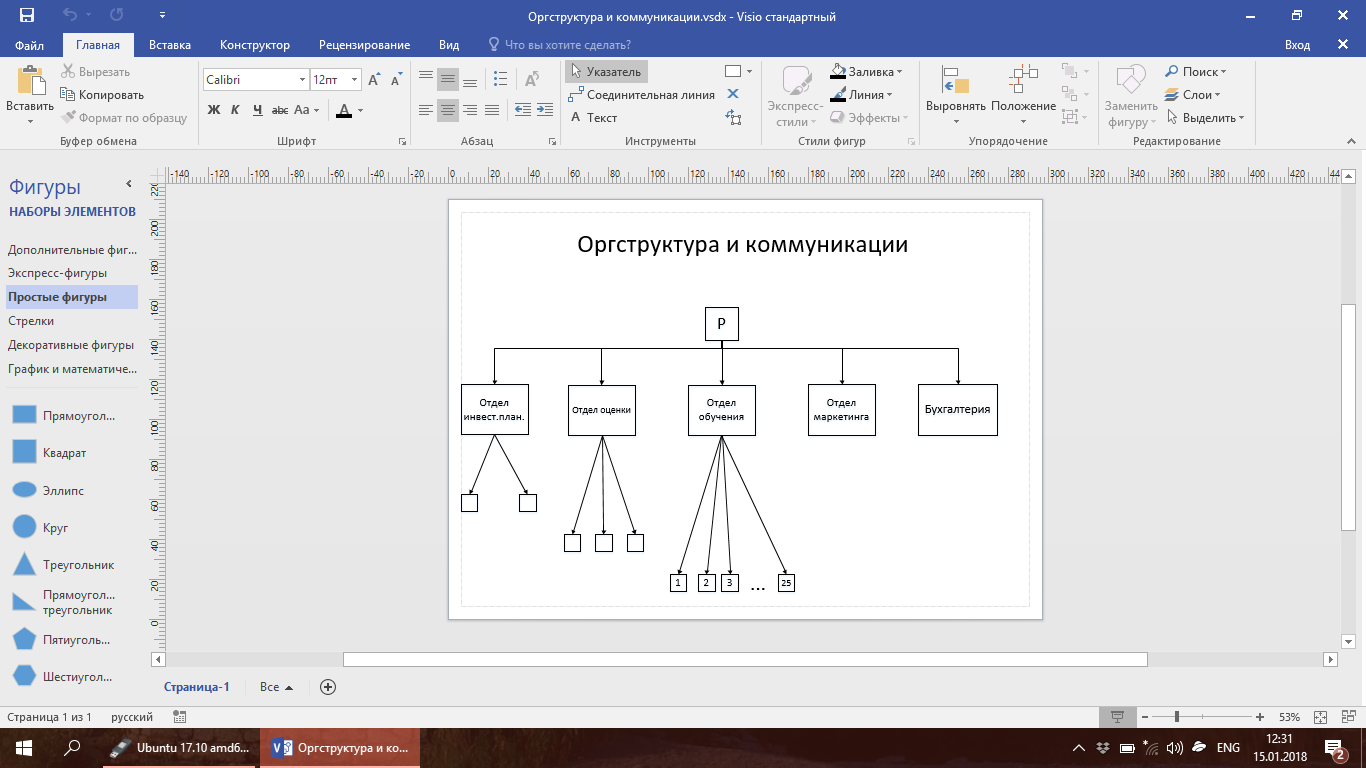 Оргструктура и коммуникации.vsdx - Visio стандартный
Файл Главная Вставка Конструктор Рецензирование Вид Что вы хотите сделать? Вход
Вставить
Вырезать
Копировать
Формат по образцу
Буфер обмена
Calibri 12пт
Ж К Ч abc Aa A
Шрифт
Абзац
Указатель
Соединительная линия
Текст
Инструменты
Экспресс-
стили
Заливка
Линия
Эффекты
Стили фигур
Выровнять Положение
Упорядочение
Заменить
фигуру
Поиск
Слои
Выделить
Редактирование
Фигуры
НАБОРЫ ЭЛЕМЕНТОВ
Дополнительные фиг...
Экспресс-фигуры
Простые фигуры
Стрелки
Декоративные фигуры
График и математиче...
Прямоугол...
Квадрат
Эллипс
Круг
Треугольник
Прямоугол...
треугольник
Пятиуголь...
Шестиугол...
-140 -120 -100 -80 -60 -40 -20 0 20 40 60 80 100 120 140 160 180 200 220 240 260 280 300 320 340 360 380 400 420 44
220
200
180
160
140
120
100
80
60
40
20
0
Оргструктура и коммуникации
Р
Отдел
инвест.план.
Отдел оценки
Отдел
обучения
Отдел
маркетинга
Бухгалтерия
1 2 3 ... 25
Страница-1 Все
Страница 1 из 1 русский 53%
Ubuntu 17.10 amd6...
Оргструктура и ко...
ENG
12:31
15.01.2018
2